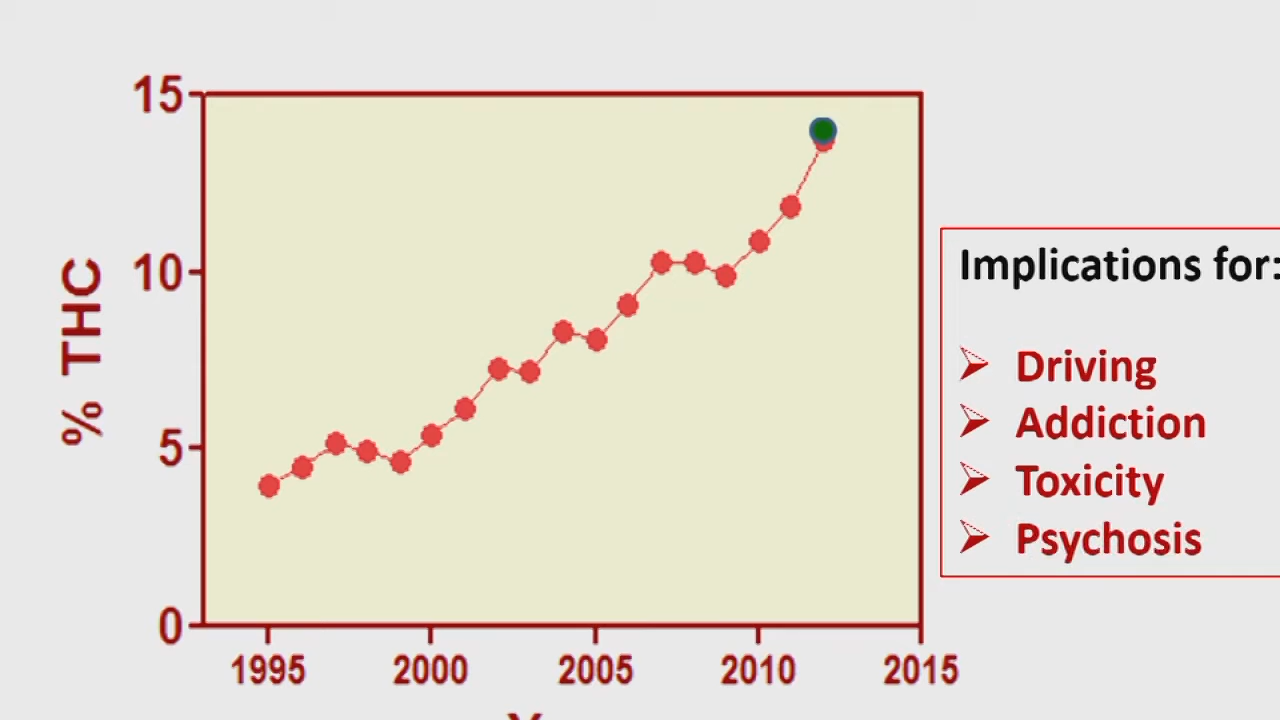 15
10
5
0
% THC
1995 2000 2005 2010 2015
Implications for:
Driving
Addiction
Toxicity
Psychosis